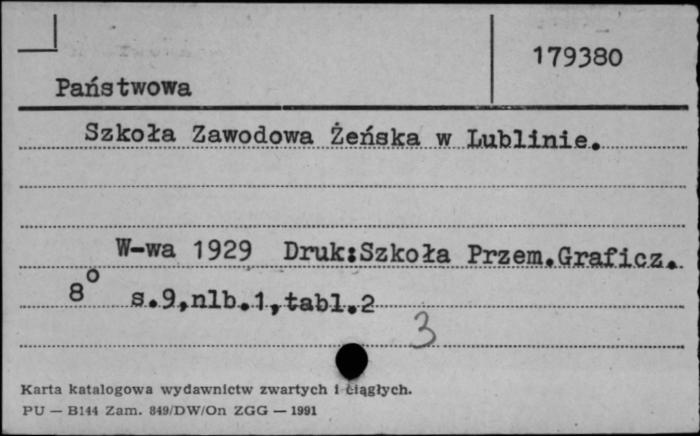 179380
Państwowa
Szkoła Zawodowa Żeńska w Lublinie.
W-wa 1929 Druk:Szkoła Przem.Graficz.
8° s.9,nlb.1,tabl.2
3
Karta katalogowa wydawnictw zwartych i ciągłych.
PU — B144 Zam. 849/DW/On ZGG — 1991